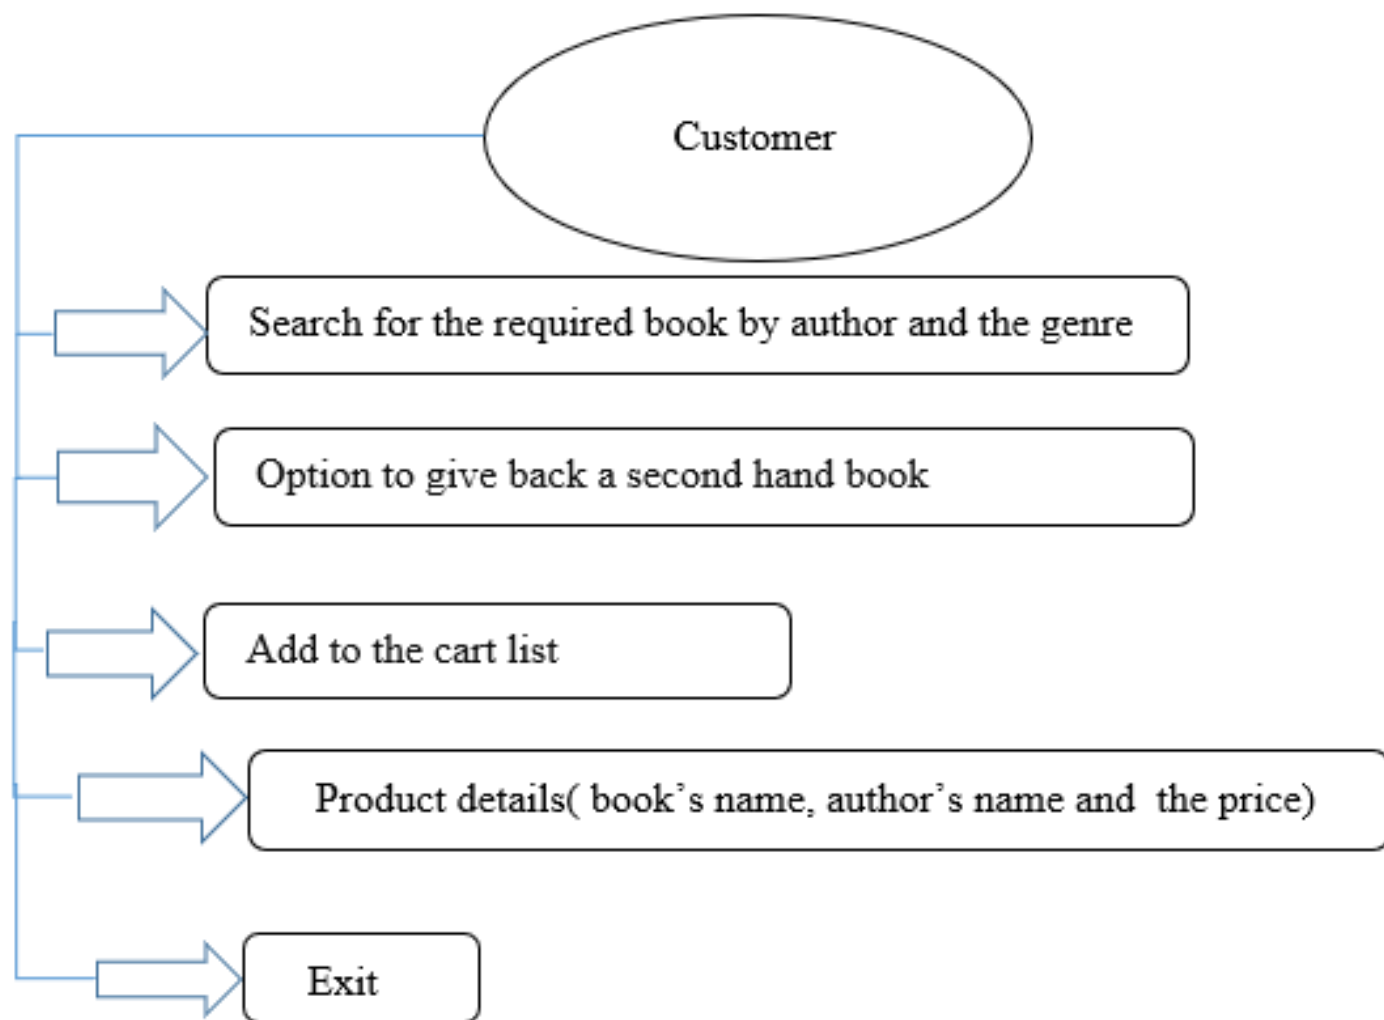 Customer
Search for the required book by author and the genre
Option to give back a second hand book
Add to the cart list
Product details( book’s name, author’s name and  the price)
Exit